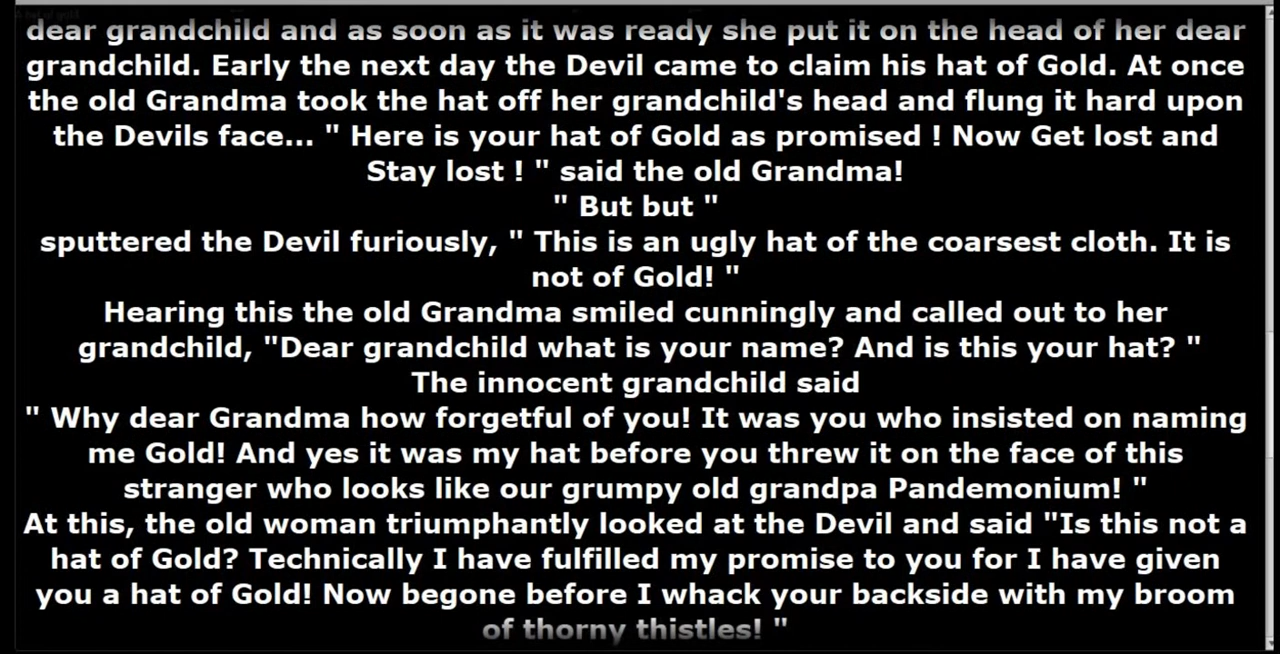 dear grandchild and as soon as it was ready she put it on the head of her dear
grandchild. Early the next day the Devil came to claim his hat of Gold. At once
the old Grandma took the hat off her grandchild's head and flung it hard upon
the Devils face... " Here is your hat of Gold as promised ! Now Get lost and
Stay lost ! " said the old Grandma!
" But but "
sputtered the Devil furiously, " This is an ugly hat of the coarsest cloth. It is
not of Gold! "
Hearing this the old Grandma smiled cunningly and called out to her
grandchild, "Dear grandchild what is your name? And is this your hat? "
The innocent grandchild said
" Why dear Grandma how forgetful of you! It was you who insisted on naming
me Gold! And yes it was my hat before you threw it on the face of this
stranger who looks like our grumpy old grandpa Pandemonium! "
At this, the old woman triumphantly looked at the Devil and said "Is this not a
hat of Gold? Technically I have fulfilled my promise to you for I have given
you a hat of Gold! Now begone before I whack your backside with my broom
of thorny thistles! "